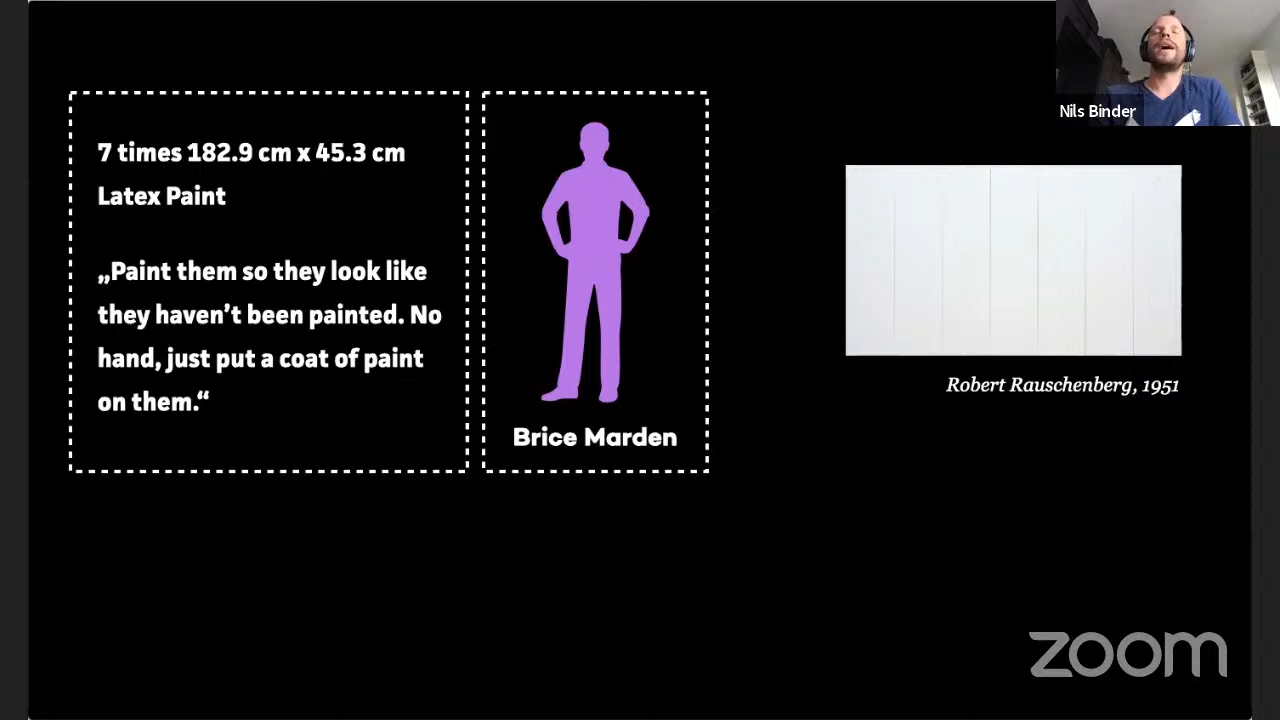 Nils Binder
7 times 182.9 cm x 45.3 cm
Latex Paint
„Paint them so they look like
they haven’t been painted. No
hand, just put a coat of paint
on them.“
Brice Marden
Robert Rauschenberg, 1951
zoom